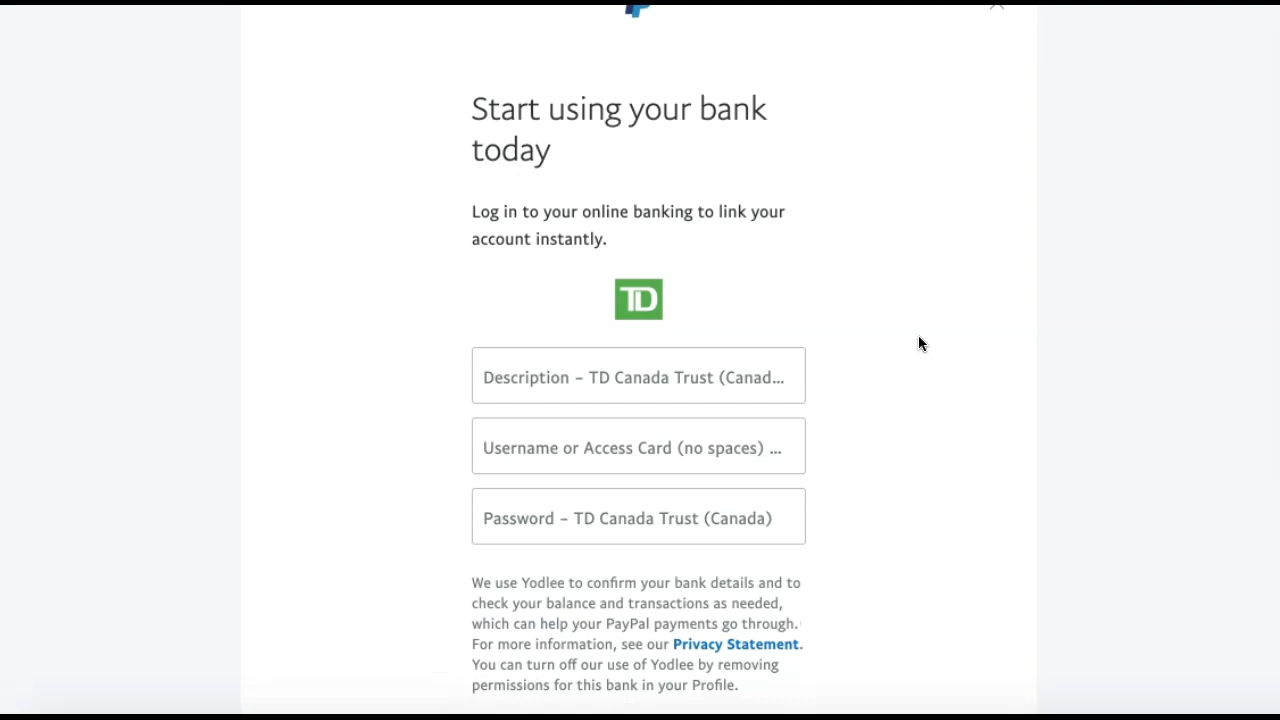 Start using your bank
today
Log in to your online banking to link your
account instantly.
TD
Description – TD Canada Trust (Canad...
Username or Access Card (no spaces) ...
Password – TD Canada Trust (Canada)
We use Yodlee to confirm your bank details and to
check your balance and transactions as needed,
which can help your PayPal payments go through.
For more information, see our Privacy Statement.
You can turn off our use of Yodlee by removing
permissions for this bank in your Profile.